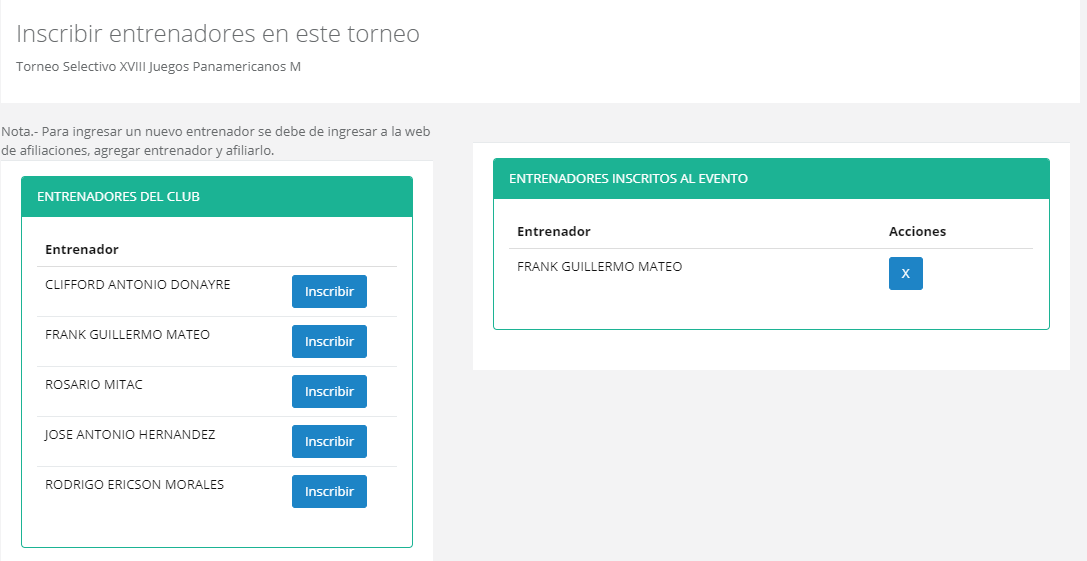 Inscribir entrenadores en este torneo
Torneo Selectivo XVIII Juegos Panamericanos M
Nota.- Para ingresar un nuevo entrenador se debe de ingresar a la web
de afiliaciones, agregar entrenador y afiliarlo.
ENTRENADORES DEL CLUB
Entrenador
CLIFFORD ANTONIO DONAYRE Inscribir
FRANK GUILLERMO MATEO Inscribir
ROSARIO MITAC Inscribir
JOSE ANTONIO HERNANDEZ Inscribir
RODRIGO ERICSON MORALES Inscribir
ENTRENADORES INSCRITOS AL EVENTO
Entrenador Acciones
FRANK GUILLERMO MATEO X